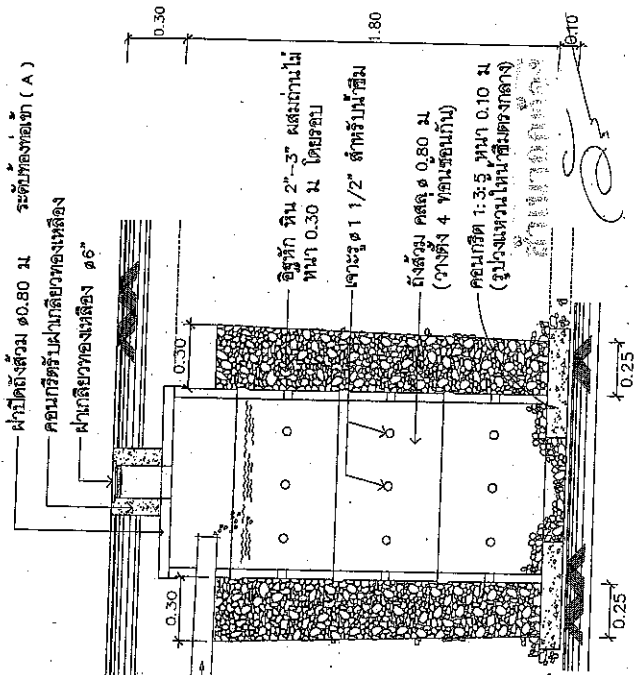 ฝาปิดถังส้วม ø0.80 ม
ระดับท้องท่อเข้า ( A )
คอนกรีตรับฝาเกลียวทองเหลือง
ฝาเกลียวทองเหลือง ø6"
0.30
1.80
0.10
0.30
0.30
อิฐหัก หิน 2"-3" ผสมถ่านไม้
หนา 0.30 ม โดยรอบ
เจาะรู ø 1 1/2" สำหรับน้ำซึม
ถังส้วม คสล ø 0.80 ม
(วางตั้ง 4 ท่อนซ้อนกัน)
คอนกรีต 1:3:5 หนา 0.10 ม
(รูปวงแหวนให้น้ำซึมตรงกลาง)
0.25
0.25